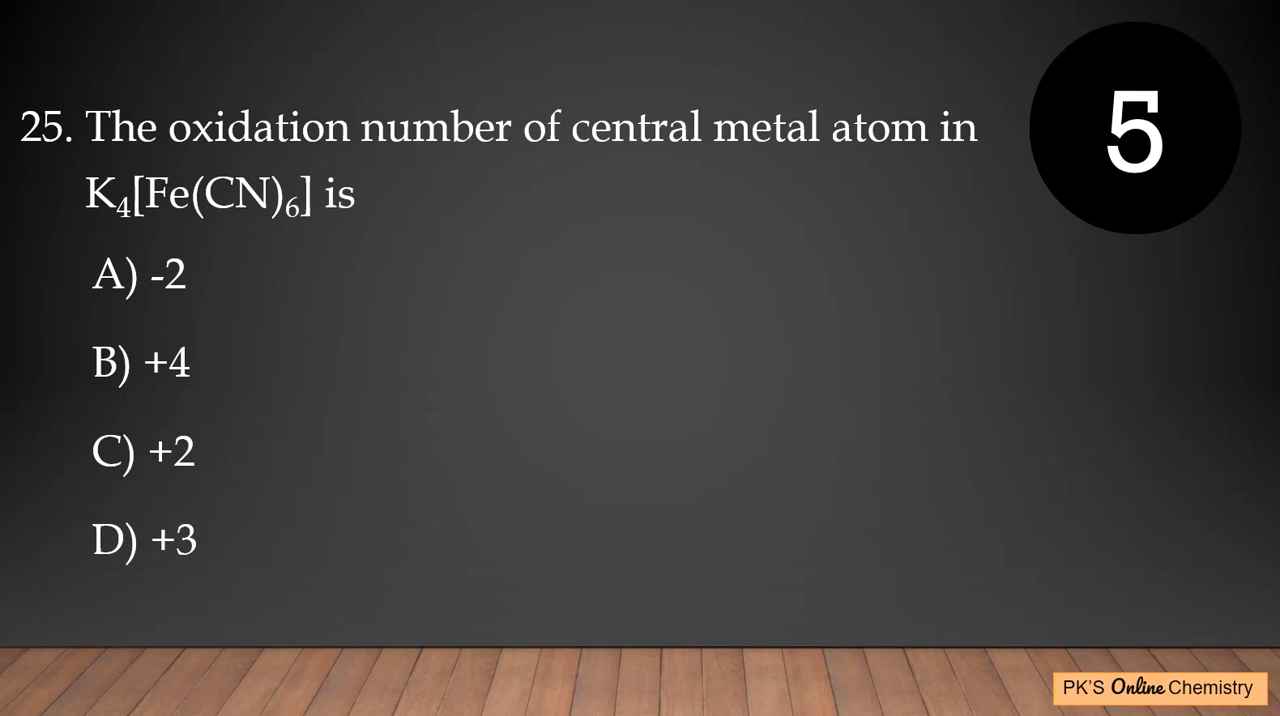 25. The oxidation number of central metal atom in
K₄[Fe(CN)₆] is
A) -2
B) +4
C) +2
D) +3
5
PK'S Online Chemistry